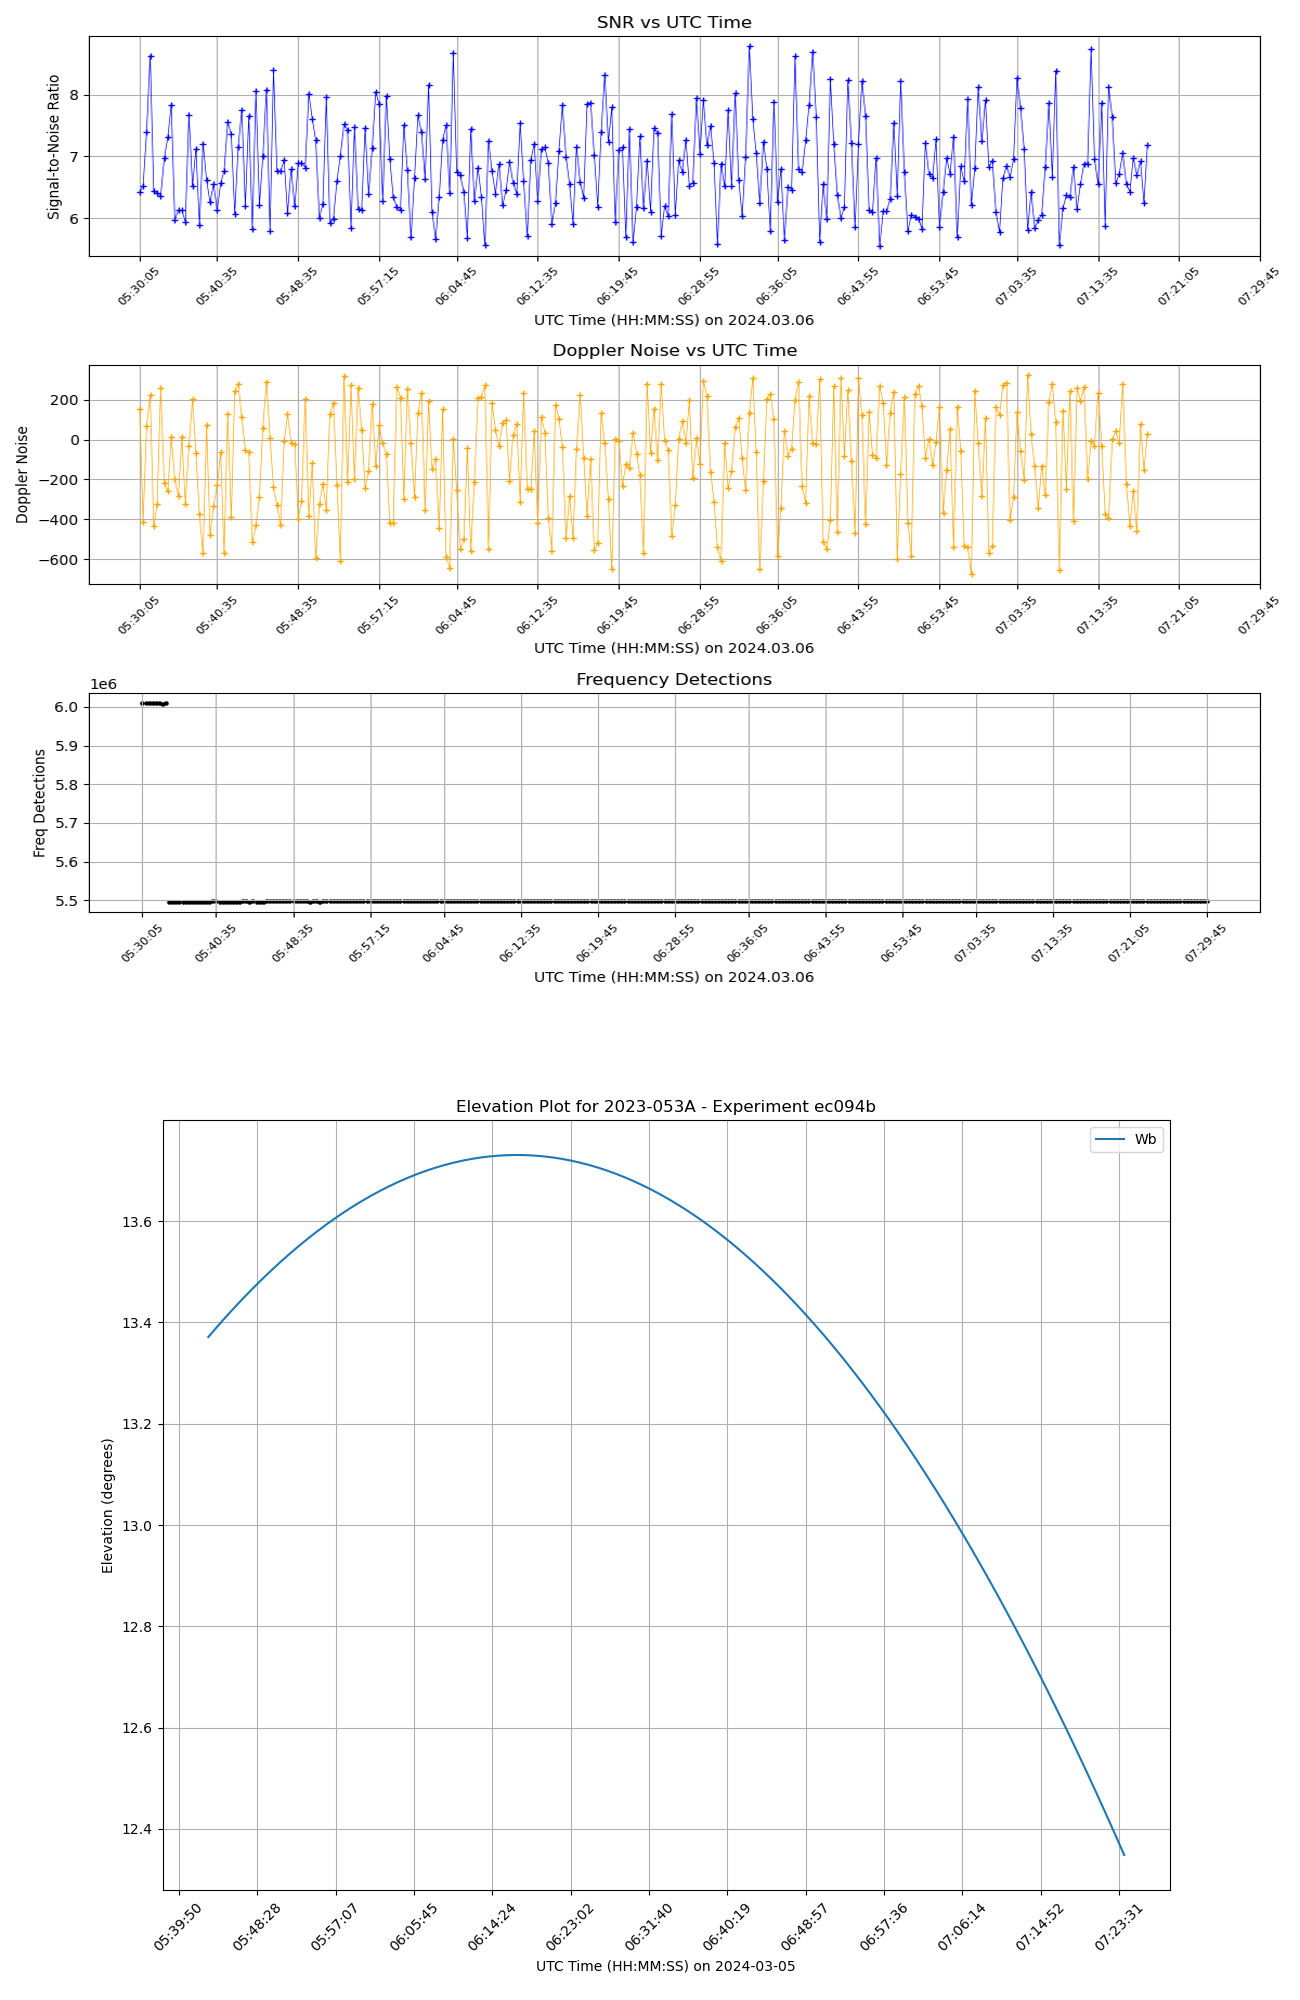 SNR vs UTC Time
Signal-to-Noise Ratio
8
7
6
05:30:05 05:40:35 05:48:35 05:57:15 06:04:45 06:12:35 06:19:45 06:28:55 06:36:05 06:43:55 06:53:45 07:03:35 07:13:35 07:21:05 07:29:45
UTC Time (HH:MM:SS) on 2024.03.06
Doppler Noise vs UTC Time
Doppler Noise
200
0
−200
−400
−600
05:30:05 05:40:35 05:48:35 05:57:15 06:04:45 06:12:35 06:19:45 06:28:55 06:36:05 06:43:55 06:53:45 07:03:35 07:13:35 07:21:05 07:29:45
UTC Time (HH:MM:SS) on 2024.03.06
Frequency Detections
1e6
Freq Detections
6.0
5.9
5.8
5.7
5.6
5.5
05:30:05 05:40:35 05:48:35 05:57:15 06:04:45 06:12:35 06:19:45 06:28:55 06:36:05 06:43:55 06:53:45 07:03:35 07:13:35 07:21:05 07:29:45
UTC Time (HH:MM:SS) on 2024.03.06
Elevation Plot for 2023-053A - Experiment ec094b
Wb
Elevation (degrees)
13.6
13.4
13.2
13.0
12.8
12.6
12.4
05:39:50 05:48:28 05:57:07 06:05:45 06:14:24 06:23:02 06:31:40 06:40:19 06:48:57 06:57:36 07:06:14 07:14:52 07:23:31
UTC Time (HH:MM:SS) on 2024-03-05